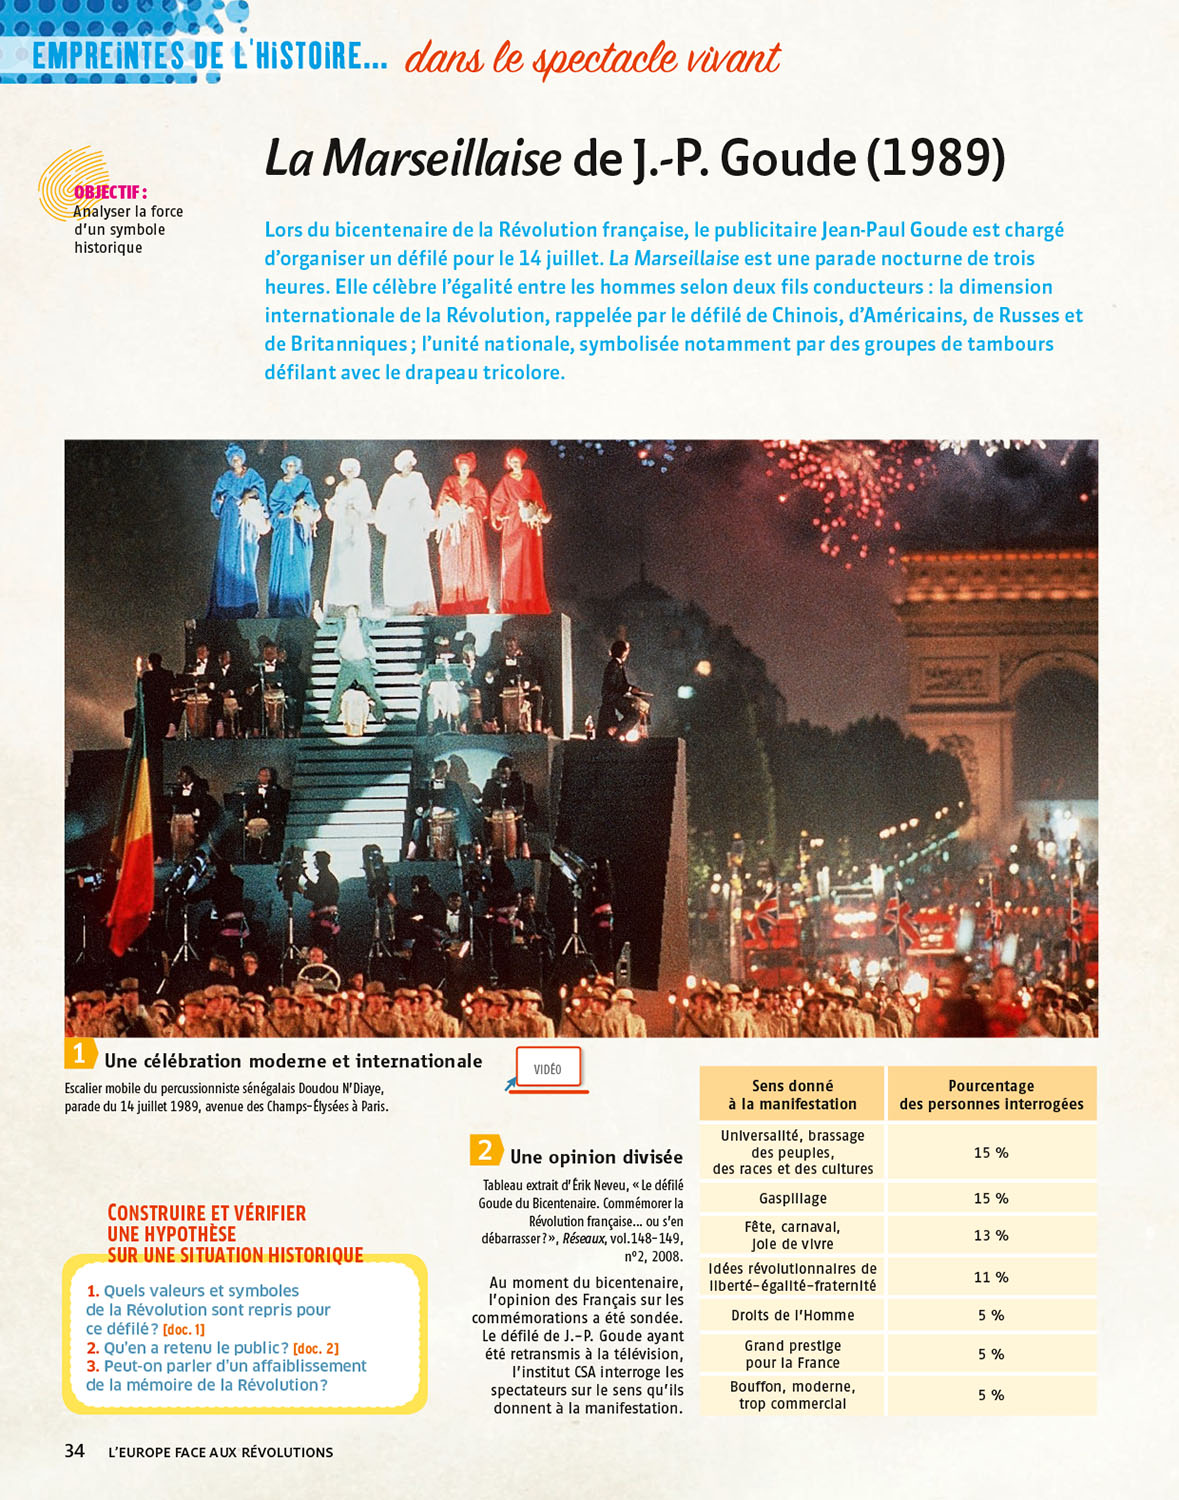 EMPREINTES DE L'HISTOIRE... dans le spectacle vivant
La Marseillaise de J.-P. Goude (1989)
OBJECTIF :
Analyser la force
d'un symbole
historique
Lors du bicentenaire de la Révolution française, le publicitaire Jean-Paul Goude est chargé
d'organiser un défilé pour le 14 juillet. La Marseillaise est une parade nocturne de trois
heures. Elle célèbre l'égalité entre les hommes selon deux fils conducteurs : la dimension
internationale de la Révolution, rappelée par le défilé de Chinois, d'Américains, de Russes et
de Britanniques ; l'unité nationale, symbolisée notamment par des groupes de tambours
défilant avec le drapeau tricolore.
1 Une célébration moderne et internationale
Escalier mobile du percussionniste sénégalais Doudou N'Diaye,
parade du 14 juillet 1989, avenue des Champs-Élysées à Paris.
VIDÉO
2 Une opinion divisée
Tableau extrait d'Érik Neveu, « Le défilé
Goude du Bicentenaire. Commémorer la
Révolution française... ou s'en
débarrasser ? », Réseaux, vol.148-149,
n°2, 2008.
Au moment du bicentenaire,
l'opinion des Français sur les
commémorations a été sondée.
Le défilé de J.-P. Goude ayant
été retransmis à la télévision,
l'institut CSA interroge les
spectateurs sur le sens qu'ils
donnent à la manifestation.
Sens donné
à la manifestation
Pourcentage
des personnes interrogées
Universalité, brassage
des peuples,
des races et des cultures
15 %
Gaspillage
15 %
Fête, carnaval,
joie de vivre
13 %
Idées révolutionnaires de
liberté-égalité-fraternité
11 %
Droits de l'Homme
5 %
Grand prestige
pour la France
5 %
Bouffon, moderne,
trop commercial
5 %
CONSTRUIRE ET VÉRIFIER
UNE HYPOTHÈSE
SUR UNE SITUATION HISTORIQUE
1. Quels valeurs et symboles
de la Révolution sont repris pour
ce défilé ? [doc. 1]
2. Qu'en a retenu le public ? [doc. 2]
3. Peut-on parler d'un affaiblissement
de la mémoire de la Révolution ?
34 L'EUROPE FACE AUX RÉVOLUTIONS